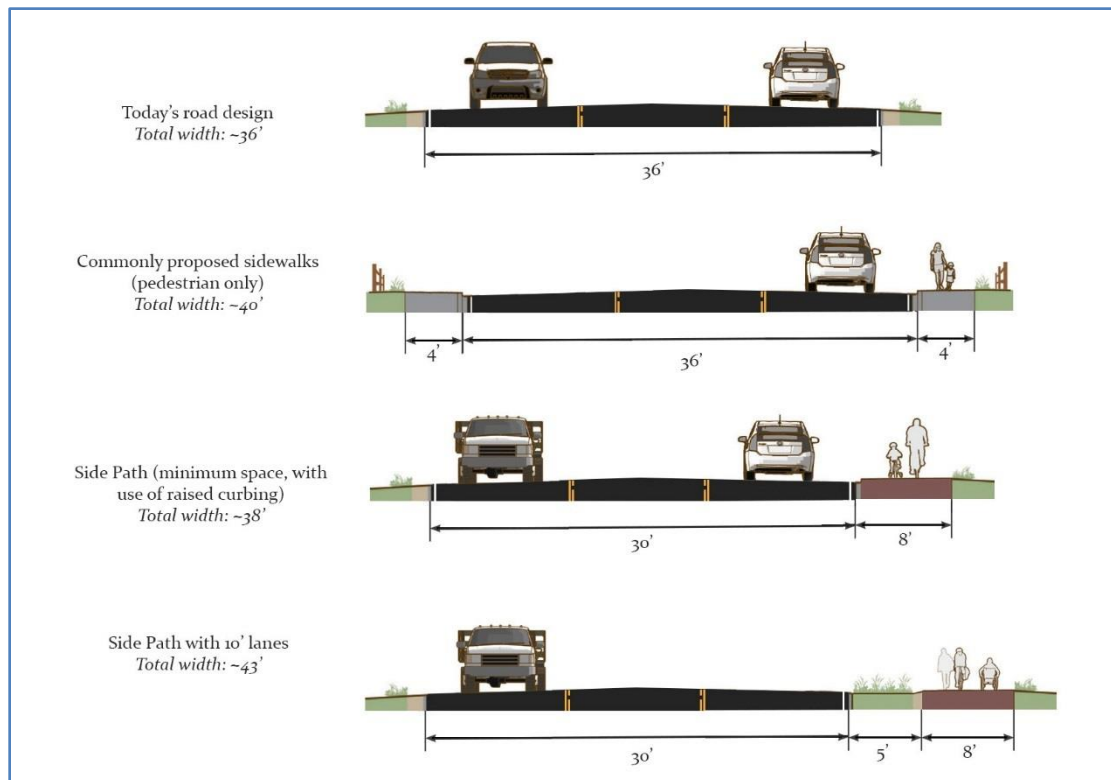 Today's road design
Total width: ~36'
36'
Commonly proposed sidewalks
(pedestrian only)
Total width: ~40'
4'
36'
4'
Side Path (minimum space, with
use of raised curbing)
Total width: ~38'
30'
8'
Side Path with 10' lanes
Total width: ~43'
30'
5'
8'